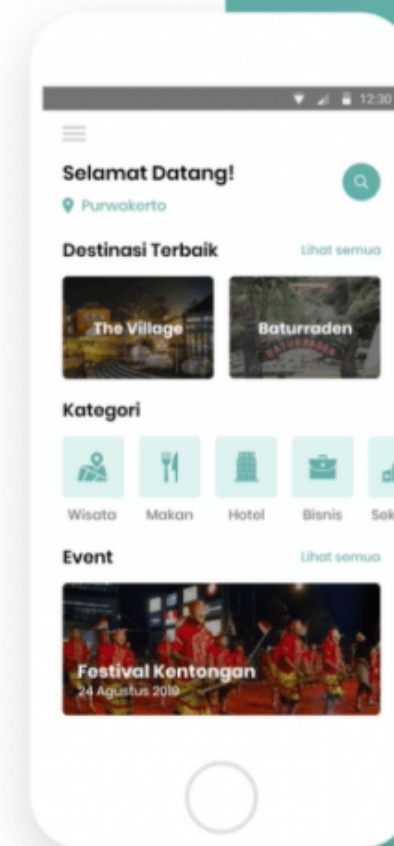 12:30
Selamat Datang!
Purwokerto
Destinasi Terbaik
Lihat semua
The Village
Baturraden
BATURRADEN
Kategori
Wisata
Makan
Hotel
Bisnis
Event
Lihat semua
Festival Kentongan
24 Agustus 2019